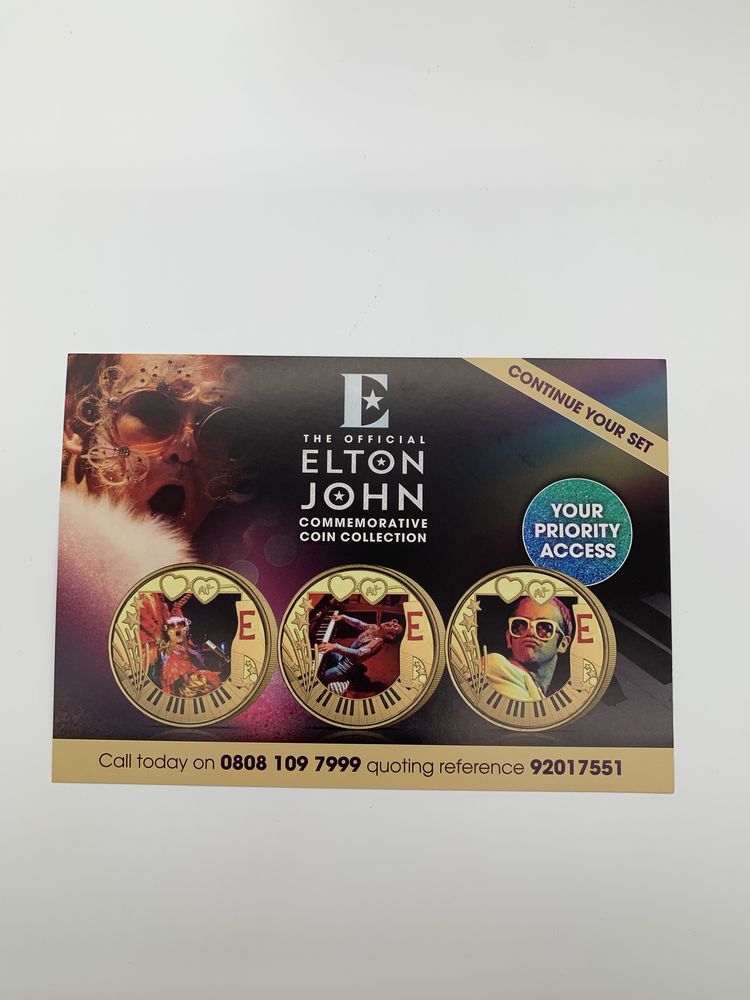 CONTINUE YOUR SET
E
THE OFFICIAL
ELTON
JOHN
COMMEMORATIVE
COIN COLLECTION
YOUR
PRIORITY
ACCESS
E
E
E
Call today on 0808 109 7999 quoting reference 92017551